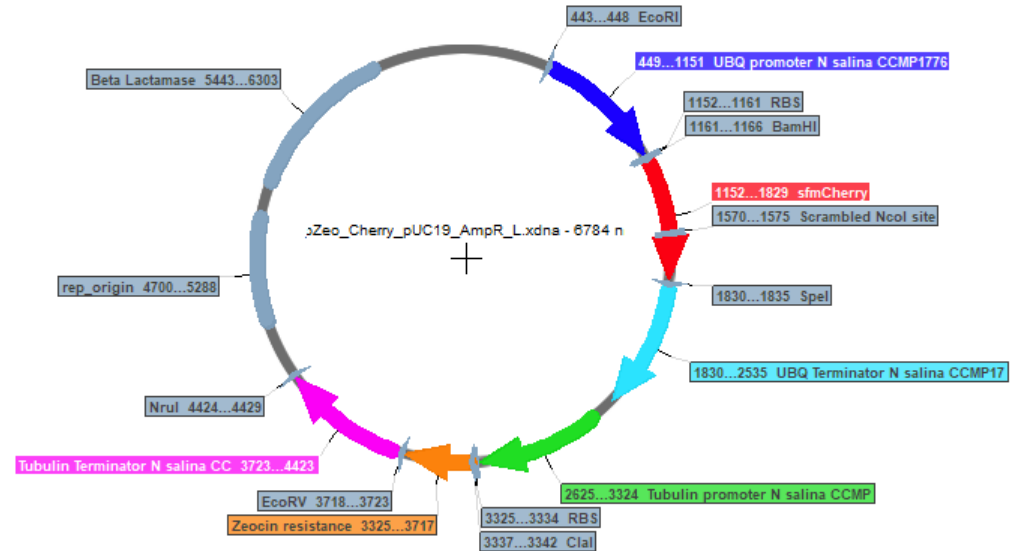 443...448 EcoRI
Beta Lactamase 5443...6303
449...1151 UBQ promoter N salina CCMP1776
1152...1161 RBS
1161...1166 BamHI
1152...1829 sfmCherry
1570...1575 Scrambled NcoI site
pZeo_Cherry_pUC19_AmpR_L.xdna - 6784 n
rep_origin 4700...5288
1830...1835 SpeI
1830...2535 UBQ Terminator N salina CCMP17
NruI 4424...4429
Tubulin Terminator N salina CC 3723...4423
2625...3324 Tubulin promoter N salina CCMP
EcoRV 3718...3723
3325...3334 RBS
Zeocin resistance 3325...3717
3337...3342 ClaI